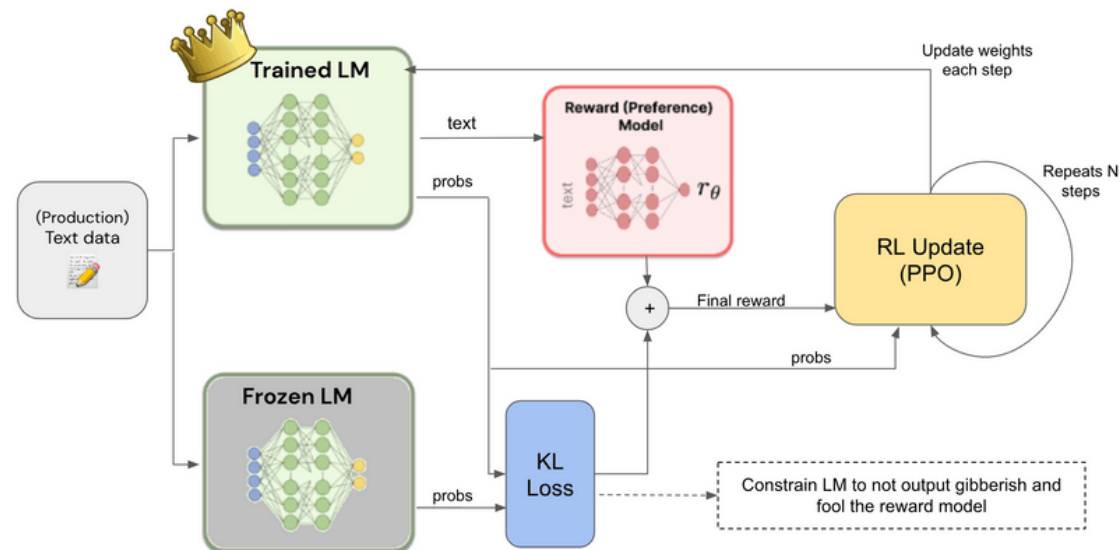 Update weights
each step
Trained LM
Reward (Preference)
Model
text
text
r_θ
probs
Repeats N
steps
(Production)
Text data
RL Update
(PPO)
+
Final reward
probs
Frozen LM
KL
Loss
probs
Constrain LM to not output gibberish and
fool the reward model